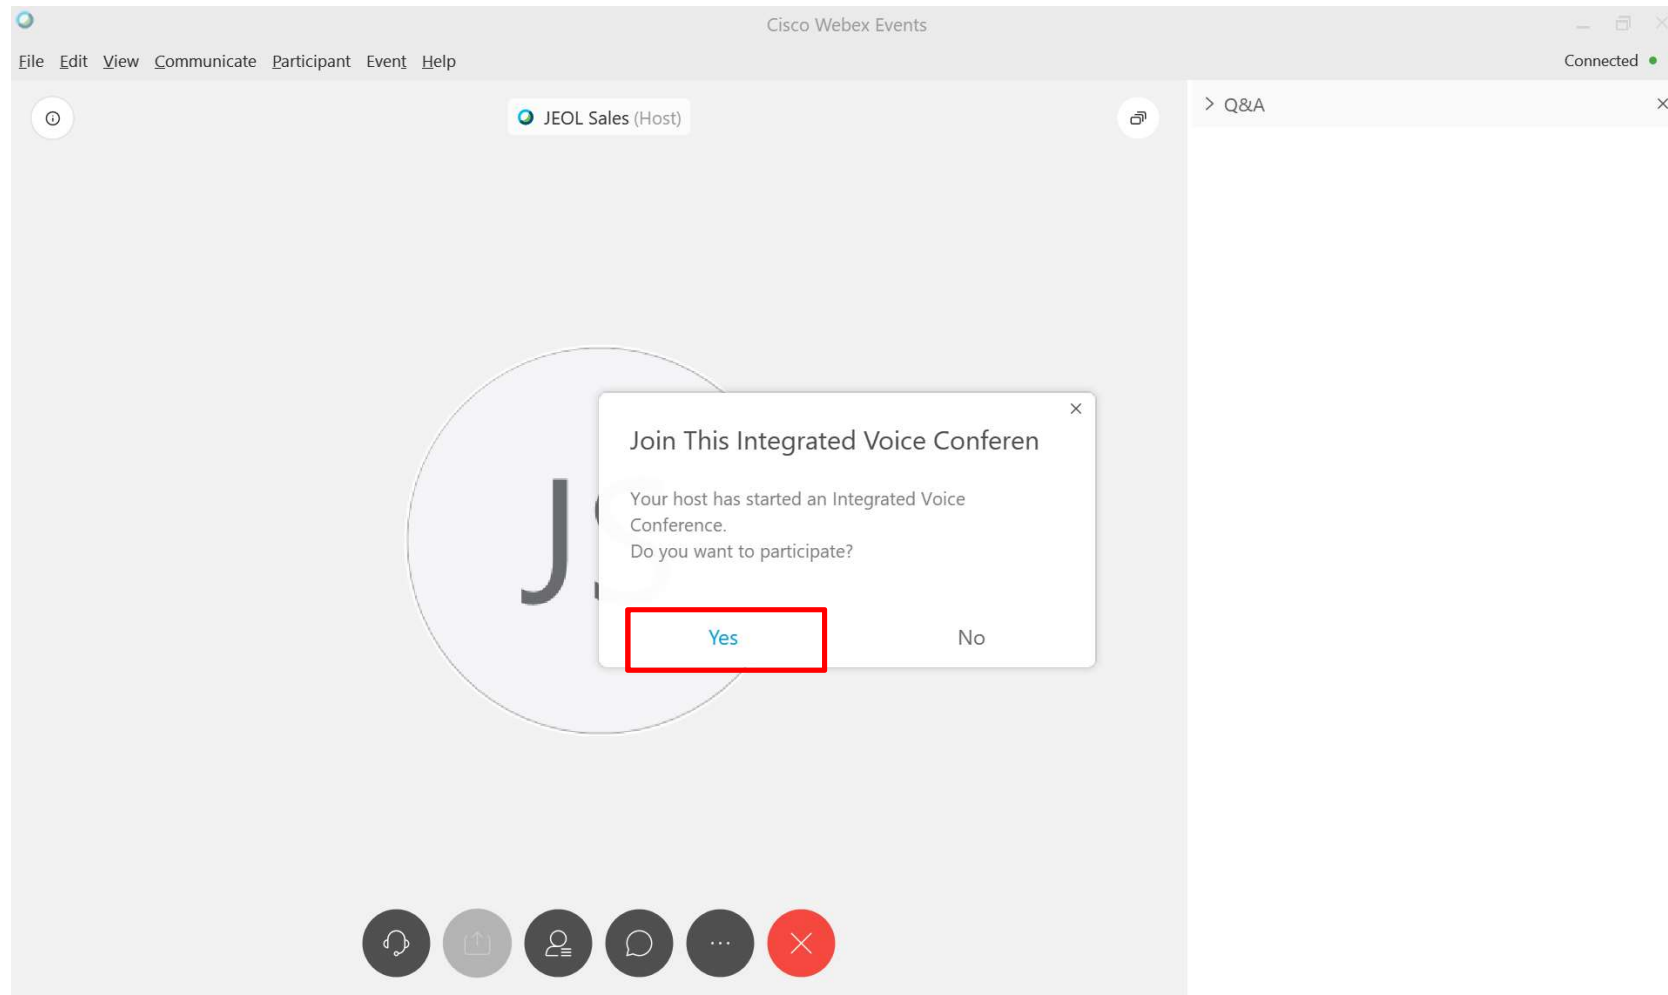 Cisco Webex Events
File Edit View Communicate Participant Event Help
Connected
JEOL Sales (Host)
Q&A
JS
Join This Integrated Voice Conferen
Your host has started an Integrated Voice
Conference.
Do you want to participate?
Yes
No